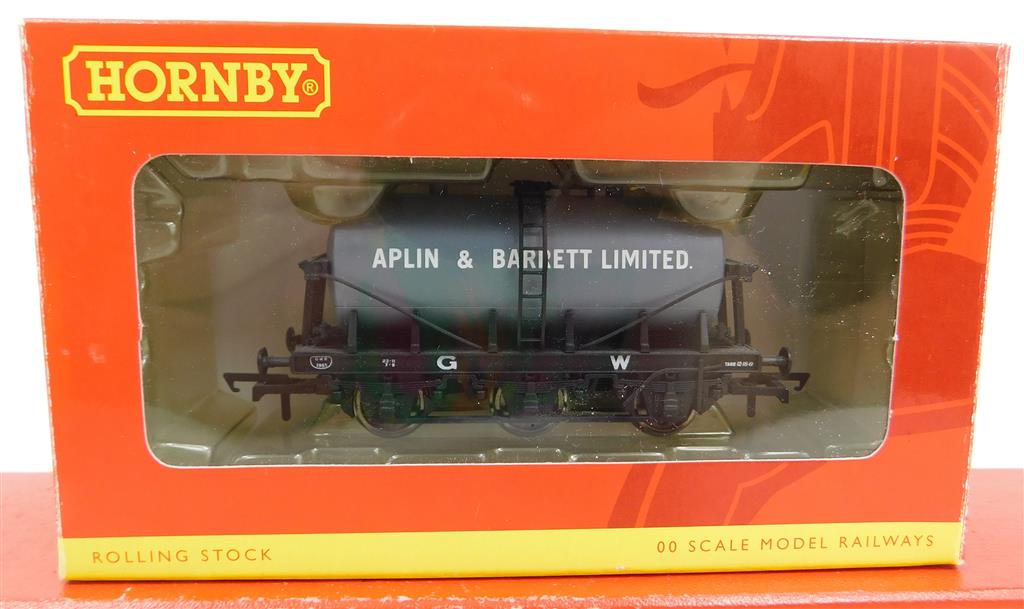 HORNBY®
APLIN & BARRETT LIMITED.
G W
ROLLING STOCK
00 SCALE MODEL RAILWAYS